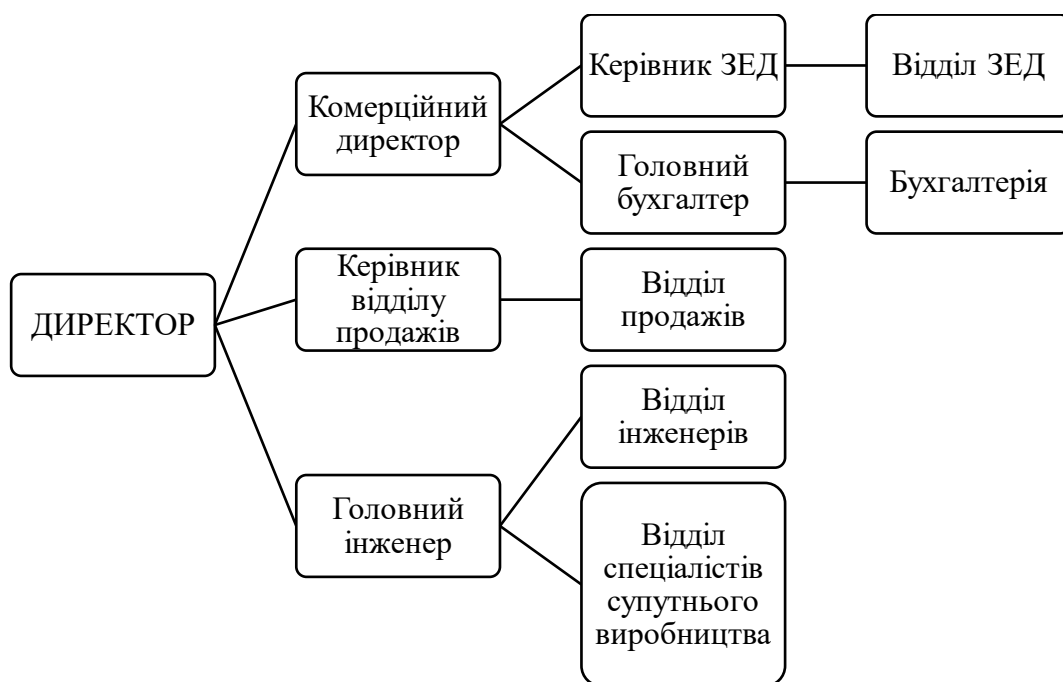 ДИРЕКТОР
Комерційний
директор
Керівник ЗЕД
Відділ ЗЕД
Головний
бухгалтер
Бухгалтерія
Керівник
відділу
продажів
Відділ
продажів
Головний
інженер
Відділ
інженерів
Відділ
спеціалістів
супутнього
виробництва